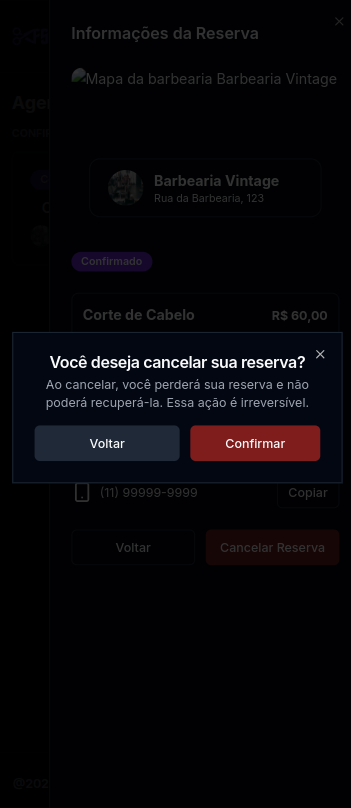 Informações da Reserva
Mapa da barbearia Barbearia Vintage
Agen
CONFI
Barbearia Vintage
Rua da Barbearia, 123
Confirmado
Corte de Cabelo R$ 60,00
Você deseja cancelar sua reserva?
Ao cancelar, você perderá sua reserva e não
poderá recuperá-la. Essa ação é irreversível.
Voltar Confirmar
(11) 99999-9999 Copiar
Voltar Cancelar Reserva
@202